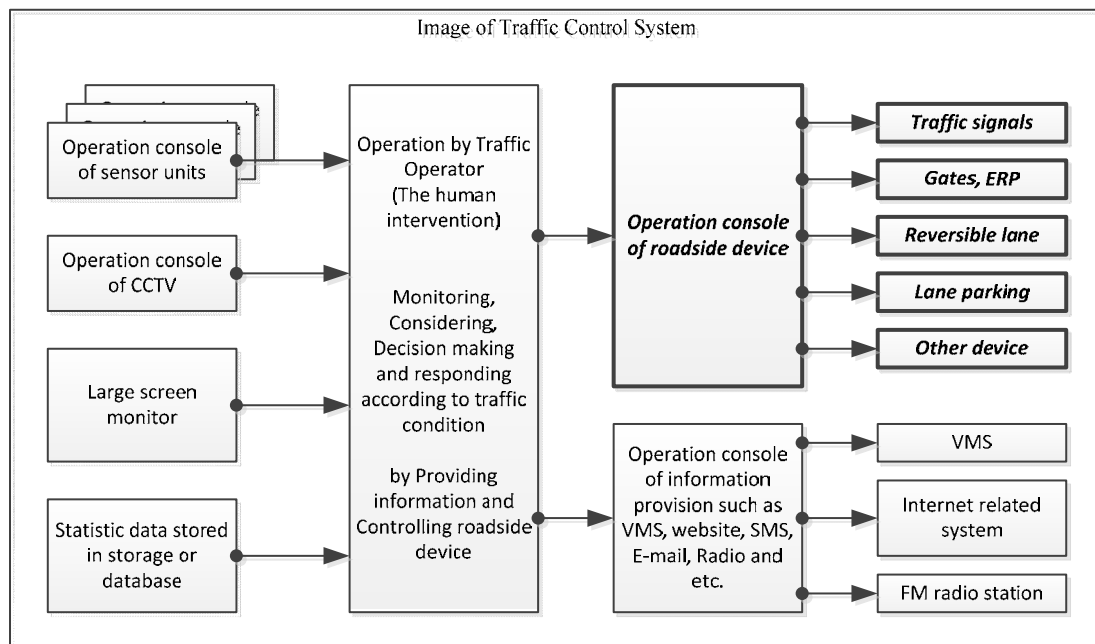 Image of Traffic Control System
Operation console
of sensor units
Operation console
of CCTV
Large screen
monitor
Statistic data stored
in storage or
database
Operation by Traffic
Operator
(The human
intervention)
Monitoring,
Considering,
Decision making
and responding
according to traffic
condition
by Providing
information and
Controlling roadside
device
Operation console
of roadside device
Traffic signals
Gates, ERP
Reversible lane
Lane parking
Other device
Operation console
of information
provision such as
VMS, website, SMS,
E-mail, Radio and
etc.
VMS
Internet related
system
FM radio station